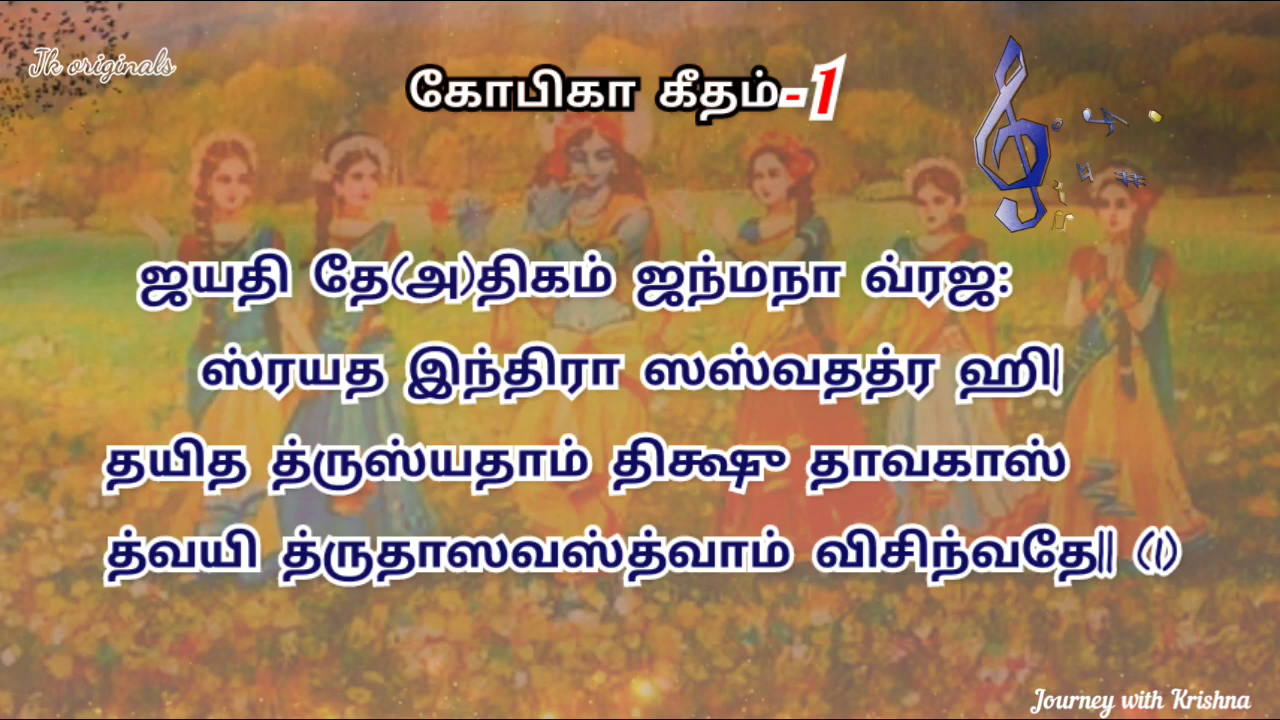 Jk originals
கோபிகா கீதம்-1
ஜயதி தே(அ)திகம் ஜந்மநா வ்ரஜ:
ஸ்ரயத இந்திரா ஸஸ்வதத்ர ஹி|
தயித த்ருஸ்யதாம் திக்ஷு தாவகாஸ்
த்வயி த்ருதாஸவஸ்த்வாம் விசிந்வதே|| (1)
Journey with Krishna